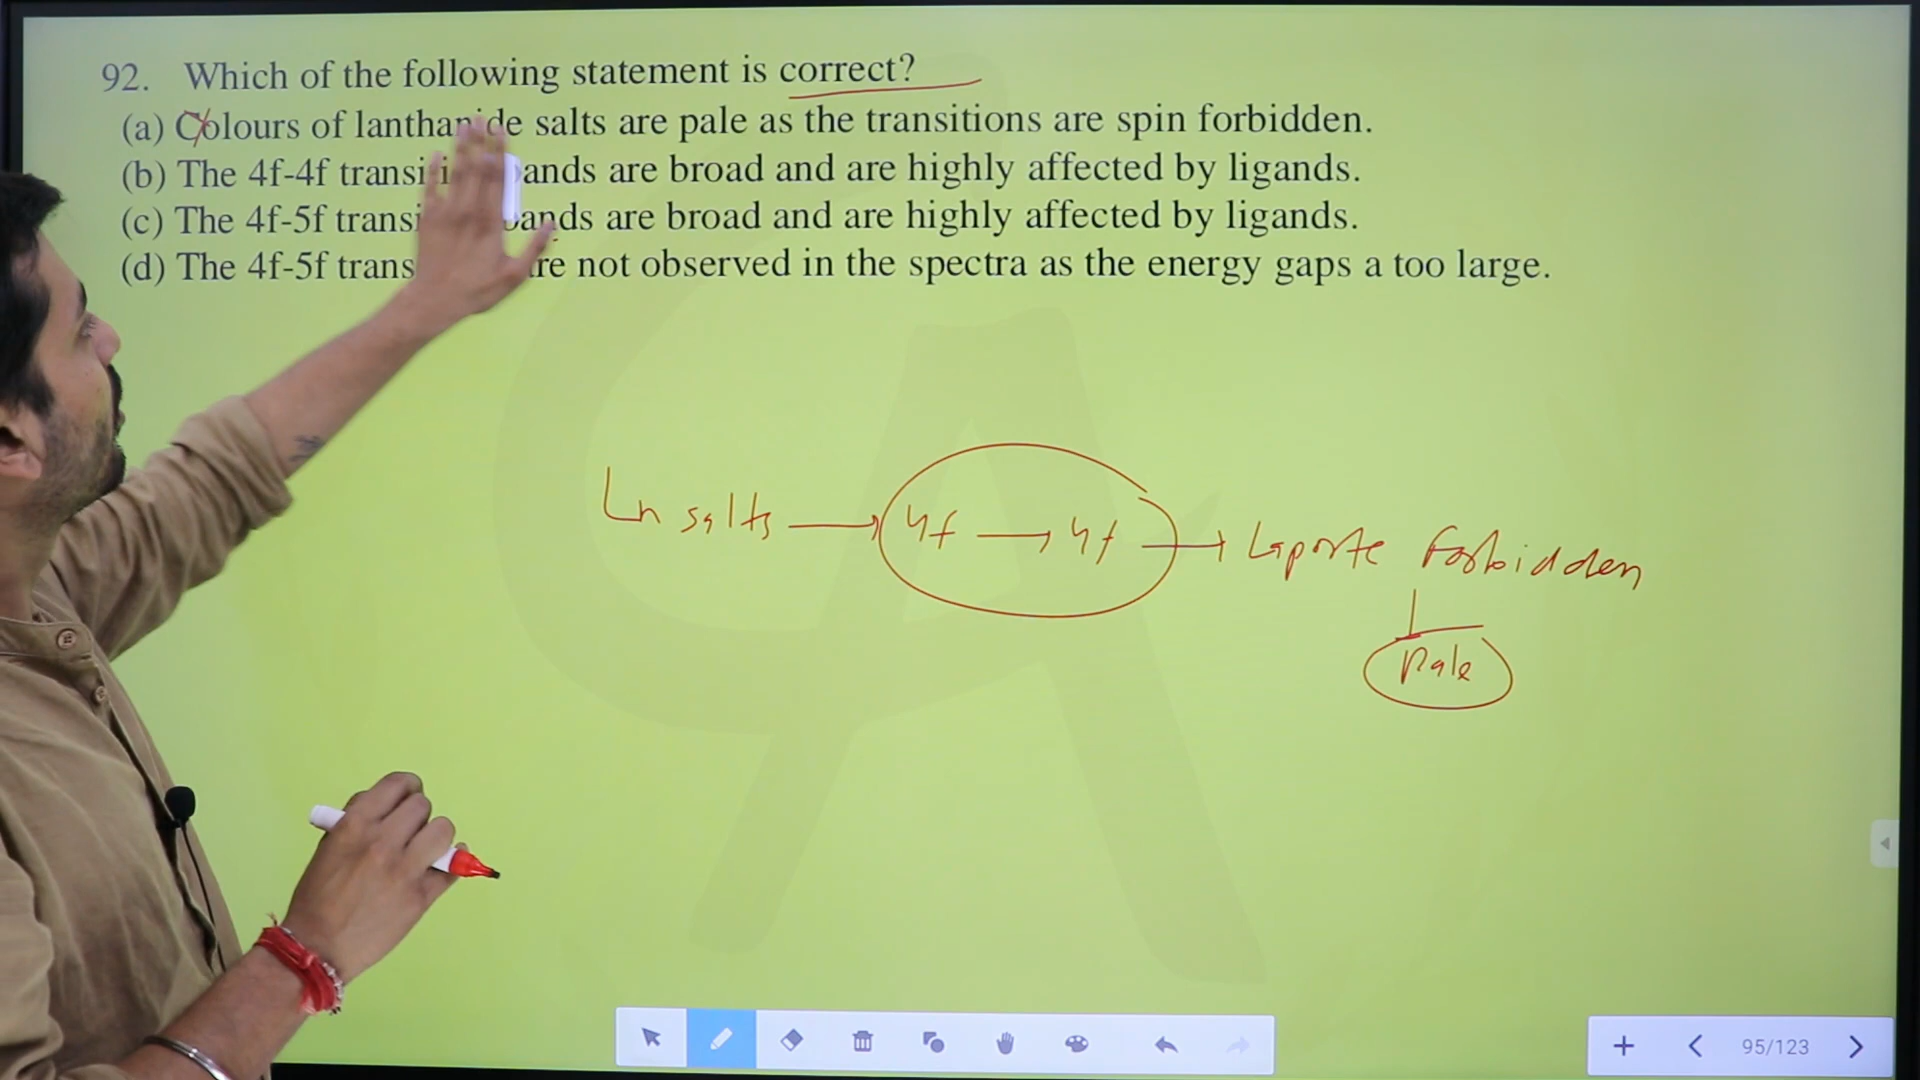 92. Which of the following statement is correct?
(a) Colours of lanthanide salts are pale as the transitions are spin forbidden.
(b) The 4f-4f transiti ands are broad and are highly affected by ligands.
(c) The 4f-5f transi ands are broad and are highly affected by ligands.
(d) The 4f-5f trans re not observed in the spectra as the energy gaps a too large.
Ln salts → 4f → 4f → Laporte forbidden
Pale
95/123